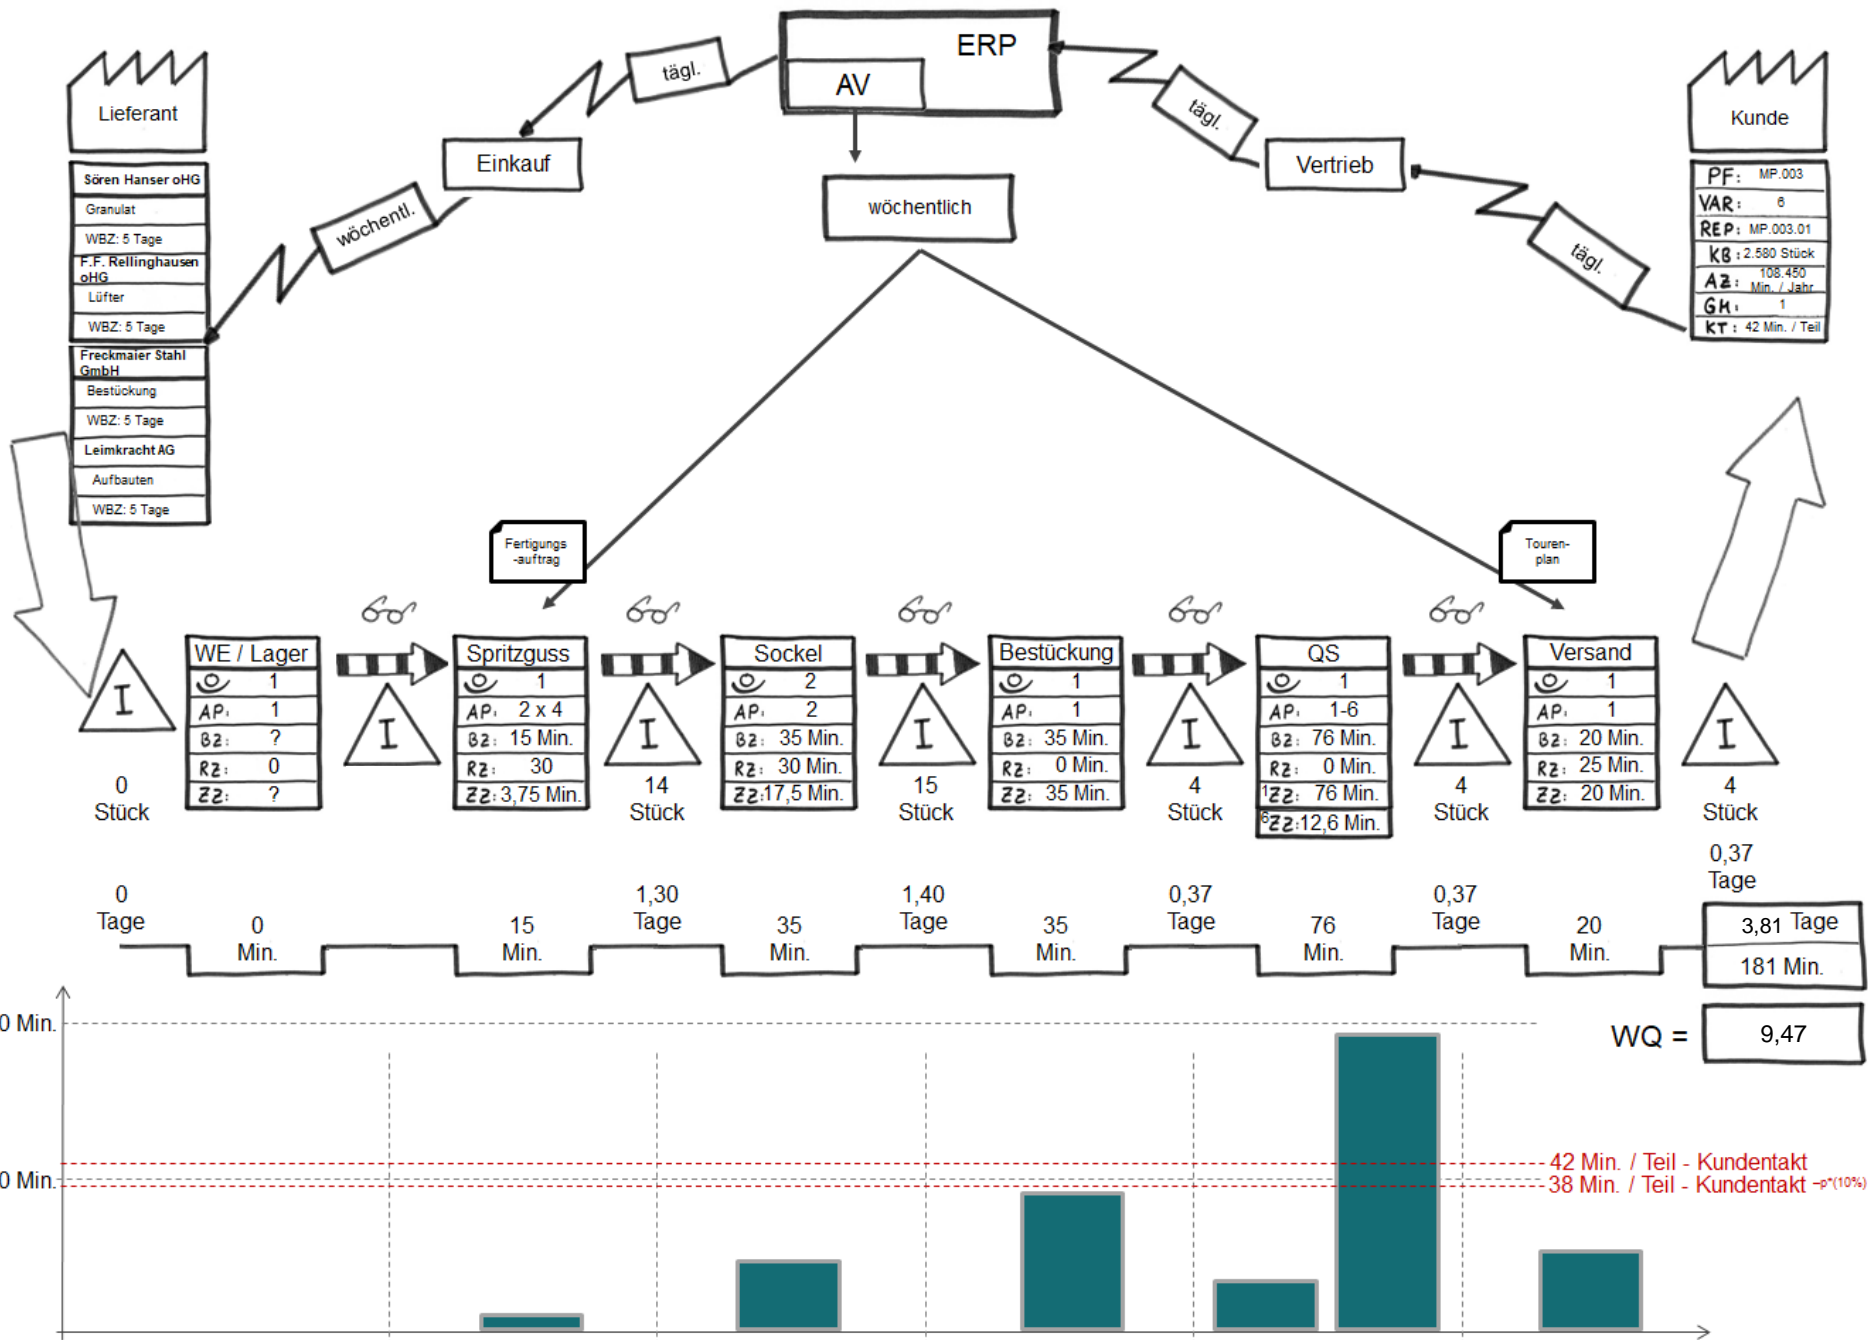 ERP
AV
tägl.
Einkauf
wöchentl.
wöchentlich
tägl.
Vertrieb
tägl.
Lieferant
Sören Hanser oHG
Granulat
WBZ: 5 Tage
F.F. Rellinghausen
oHG
Lüfter
WBZ: 5 Tage
Freckmaier Stahl
GmbH
Bestückung
WBZ: 5 Tage
Leimkracht AG
Aufbauten
WBZ: 5 Tage
Kunde
PF: MP.003
VAR: 6
REP: MP.003.01
KB: 2.580 Stück
AZ: 108.450
Min. / Jahr
GH: 1
KT: 42 Min. / Teil
Fertigungs
-auftrag
Touren-
plan
I
0
Stück
WE / Lager
1
AP: 1
BZ: ?
RZ: 0
ZZ: ?
I
Spritzguss
1
AP: 2 x 4
BZ: 15 Min.
RZ: 30
ZZ: 3,75 Min.
I
14
Stück
Sockel
2
AP: 2
BZ: 35 Min.
RZ: 30 Min.
ZZ: 17,5 Min.
I
15
Stück
Bestückung
1
AP: 1
BZ: 35 Min.
RZ: 0 Min.
ZZ: 35 Min.
I
4
Stück
QS
1
AP: 1-6
BZ: 76 Min.
RZ: 0 Min.
1ZZ: 76 Min.
6ZZ: 12,6 Min.
I
4
Stück
Versand
1
AP: 1
BZ: 20 Min.
RZ: 25 Min.
ZZ: 20 Min.
I
4
Stück
0
Tage
0
Min.
15
Min.
1,30
Tage
35
Min.
1,40
Tage
35
Min.
0,37
Tage
76
Min.
0,37
Tage
20
Min.
0,37
Tage
3,81 Tage
181 Min.
WQ = 9,47
0 Min.
42 Min. / Teil - Kundentakt
0 Min.
38 Min. / Teil - Kundentakt -p*(10%)